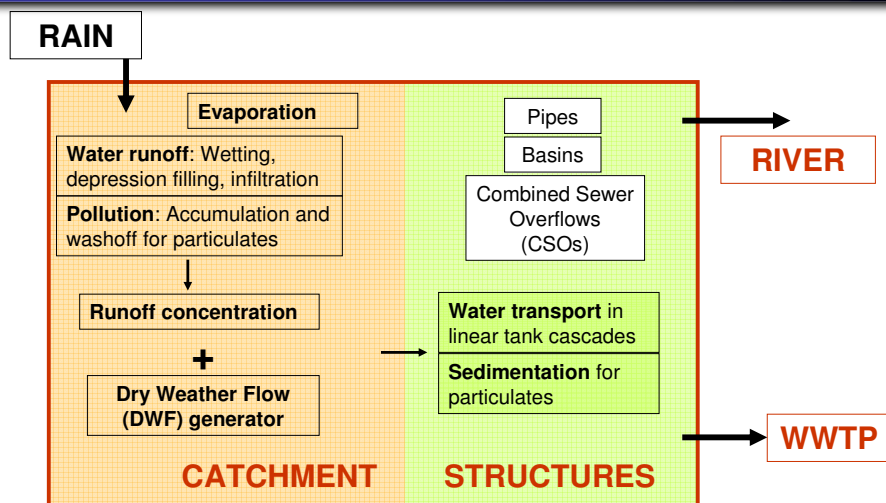 RAIN
Evaporation
Water runoff: Wetting,
depression filling, infiltration
Pollution: Accumulation and
washoff for particulates
Runoff concentration
+
Dry Weather Flow
(DWF) generator
CATCHMENT
Pipes
Basins
Combined Sewer
Overflows
(CSOs)
Water transport in
linear tank cascades
Sedimentation for
particulates
STRUCTURES
RIVER
WWTP